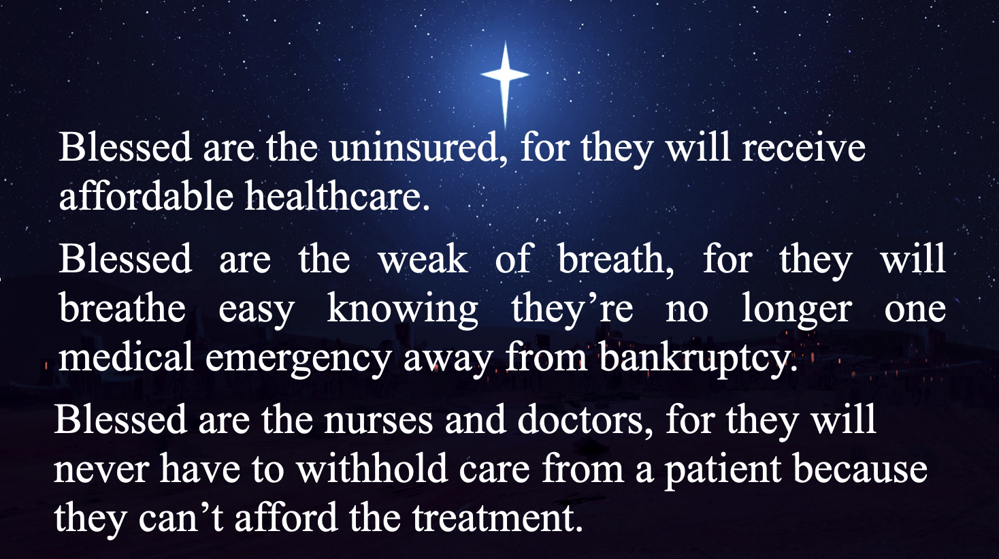 Blessed are the uninsured, for they will receive
affordable healthcare.
Blessed are the weak of breath, for they will
breathe easy knowing they’re no longer one
medical emergency away from bankruptcy.
Blessed are the nurses and doctors, for they will
never have to withhold care from a patient because
they can’t afford the treatment.